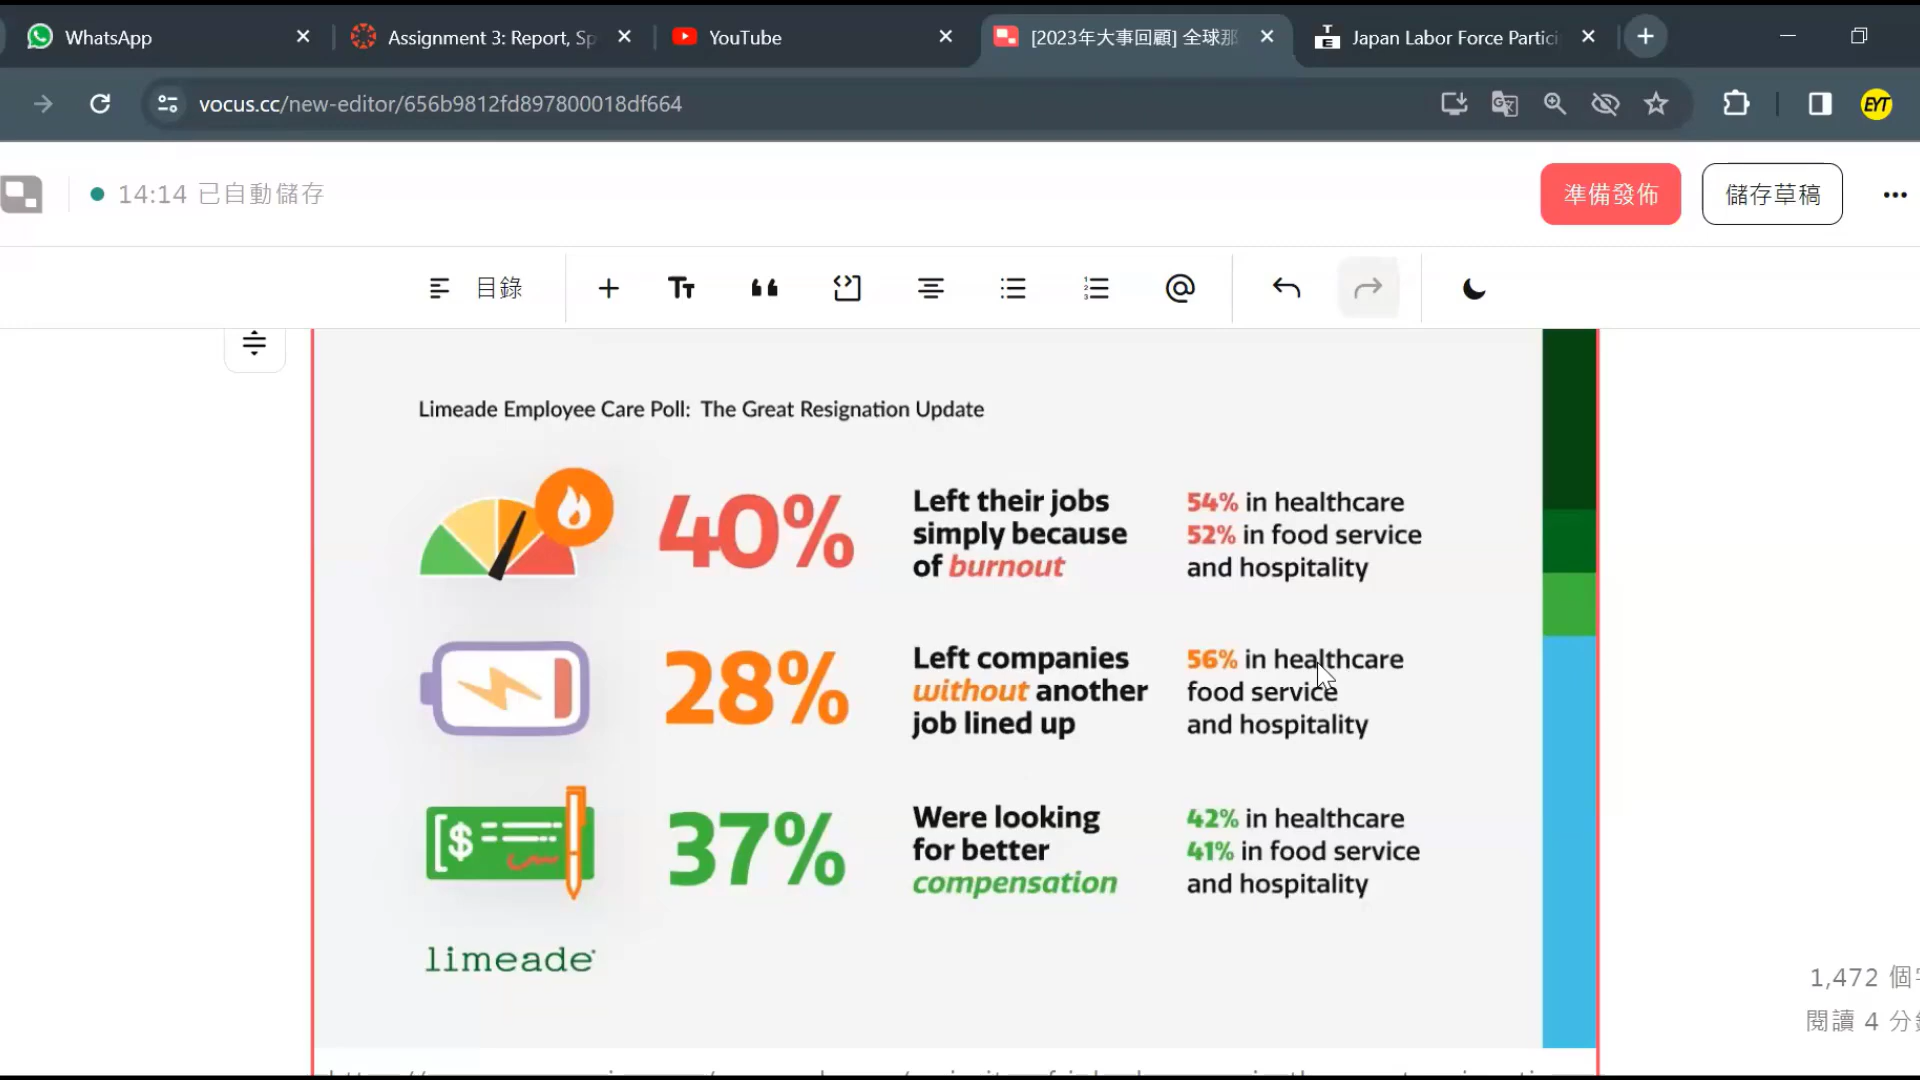 WhatsApp
Assignment 3: Report, Sp
YouTube
[2023年大事回顧] 全球那
Japan Labor Force Partici
vocus.cc/new-editor/656b9812fd897800018df664
EYT
14:14 已自動儲存
準備發佈
儲存草稿
目錄
Limeade Employee Care Poll: The Great Resignation Update
40%
Left their jobs
simply because
of burnout
54% in healthcare
52% in food service
and hospitality
28%
Left companies
without another
job lined up
56% in healthcare
food service
and hospitality
37%
Were looking
for better
compensation
42% in healthcare
41% in food service
and hospitality
limeade
1,472 個
閱讀 4 分